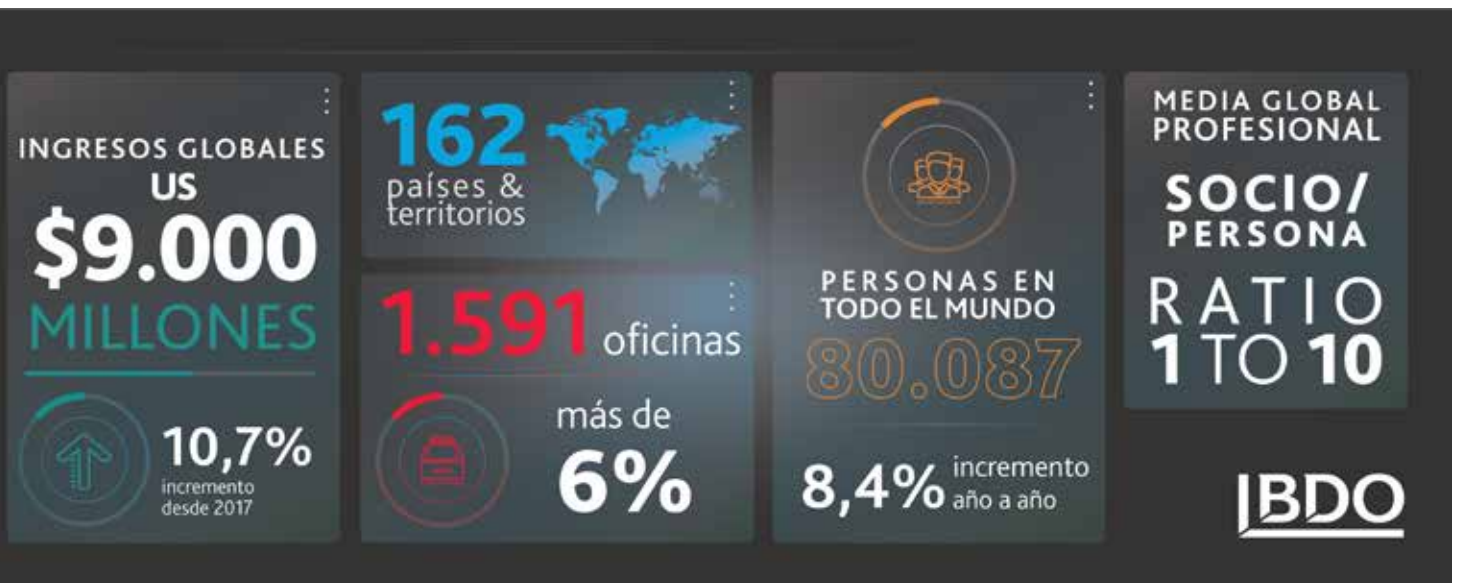 INGRESOS GLOBALES
US
$9.000
MILLONES
10,7%
incremento
desde 2017
162
países &
territorios
1.591 oficinas
más de
6%
PERSONAS EN
TODO EL MUNDO
80.087
8,4% incremento
año a año
MEDIA GLOBAL
PROFESIONAL
SOCIO/
PERSONA
RATIO
1 TO 10
BDO